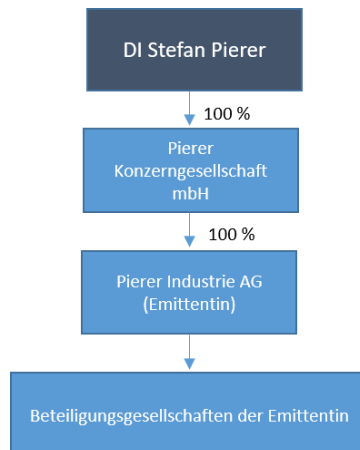 DI Stefan Pierer
100 %
Pierer
Konzerngesellschaft
mbH
100 %
Pierer Industrie AG
(Emittentin)
Beteiligungsgesellschaften der Emittentin